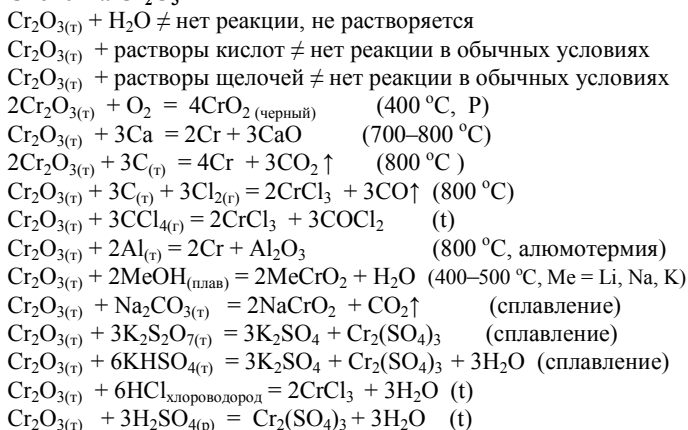 Cr₂O₃₍т₎ + H₂O ≠ нет реакции, не растворяется
Cr₂O₃₍т₎ + растворы кислот ≠ нет реакции в обычных условиях
Cr₂O₃₍т₎ + растворы щелочей ≠ нет реакции в обычных условиях
2Cr₂O₃₍т₎ + O₂ = 4CrO₂ (черный) (400 °C, P)
Cr₂O₃₍т₎ + 3Ca = 2Cr + 3CaO (700–800 °C)
2Cr₂O₃₍т₎ + 3C₍т₎ = 4Cr + 3CO₂ ↑ (800 °C )
Cr₂O₃₍т₎ + 3C₍т₎ + 3Cl₂₍г₎ = 2CrCl₃ + 3CO↑ (800 °C)
Cr₂O₃₍т₎ + 3CCl₄₍г₎ = 2CrCl₃ + 3COCl₂ (t)
Cr₂O₃₍т₎ + 2Al₍т₎ = 2Cr + Al₂O₃ (800 °C, алюмотермия)
Cr₂O₃₍т₎ + 2MeOH₍плав₎ = 2MeCrO₂ + H₂O (400–500 °C, Me = Li, Na, K)
Cr₂O₃₍т₎ + Na₂CO₃₍т₎ = 2NaCrO₂ + CO₂↑ (сплавление)
Cr₂O₃₍т₎ + 3K₂S₂O₇₍т₎ = 3K₂SO₄ + Cr₂(SO₄)₃ (сплавление)
Cr₂O₃₍т₎ + 6KHSO₄₍т₎ = 3K₂SO₄ + Cr₂(SO₄)₃ + 3H₂O (сплавление)
Cr₂O₃₍т₎ + 6HCl хлороводород = 2CrCl₃ + 3H₂O (t)
Cr₂O₃₍т₎ + 3H₂SO₄₍р₎ = Cr₂(SO₄)₃ + 3H₂O (t)